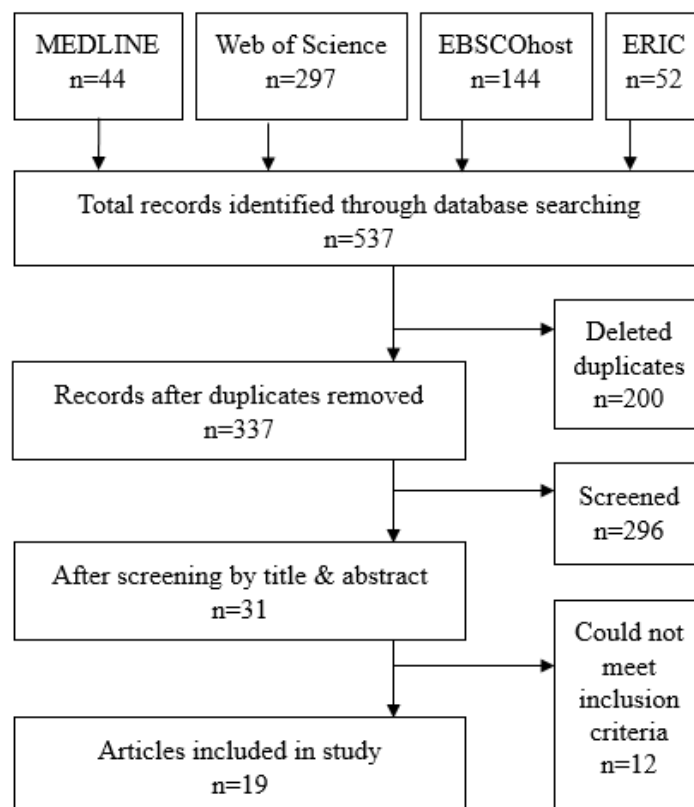 MEDLINE
n=44
Web of Science
n=297
EBSCOhost
n=144
ERIC
n=52
Total records identified through database searching
n=537
Deleted
duplicates
n=200
Records after duplicates removed
n=337
Screened
n=296
After screening by title & abstract
n=31
Could not
meet
inclusion
criteria
n=12
Articles included in study
n=19